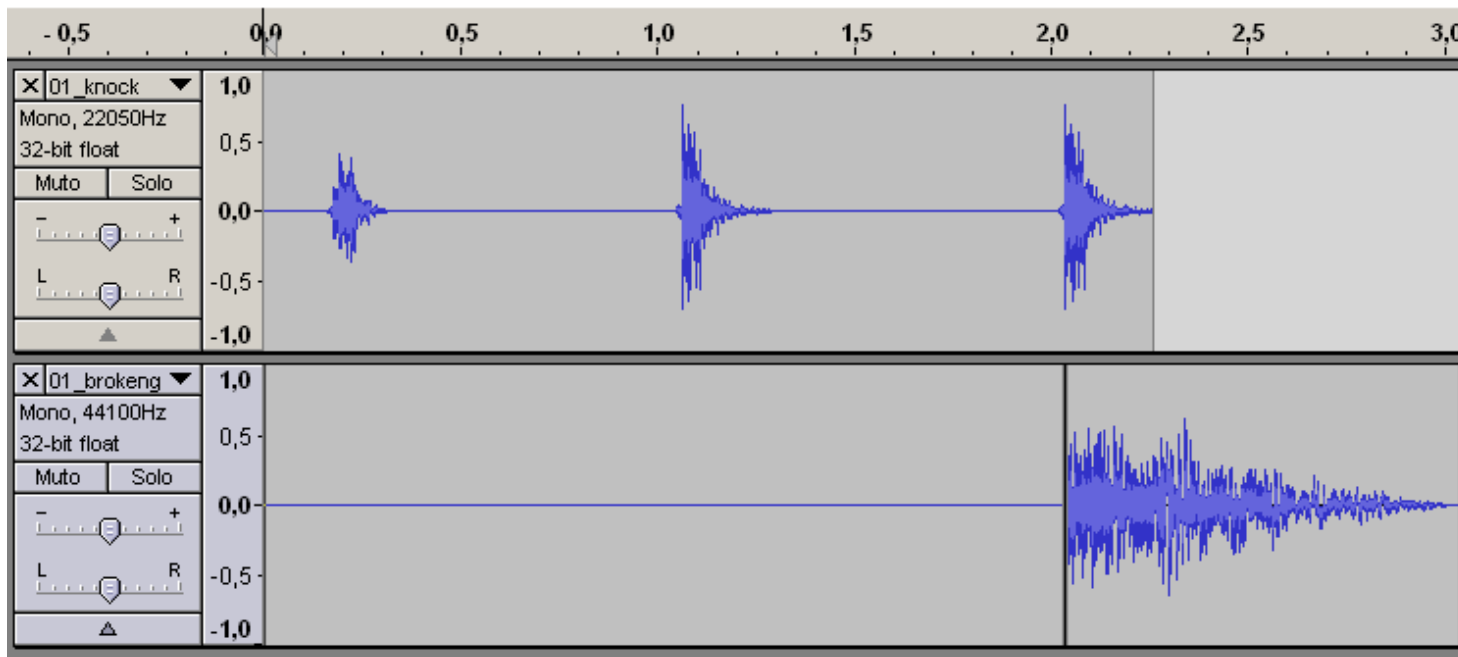 - 0,5 0,0 0,5 1,0 1,5 2,0 2,5 3,0
01_knock 1,0
Mono, 22050Hz
32-bit float 0,5
Muto Solo
- + 0,0
L R -0,5
-1,0
01_brokeng 1,0
Mono, 44100Hz
32-bit float 0,5
Muto Solo
- + 0,0
L R -0,5
-1,0